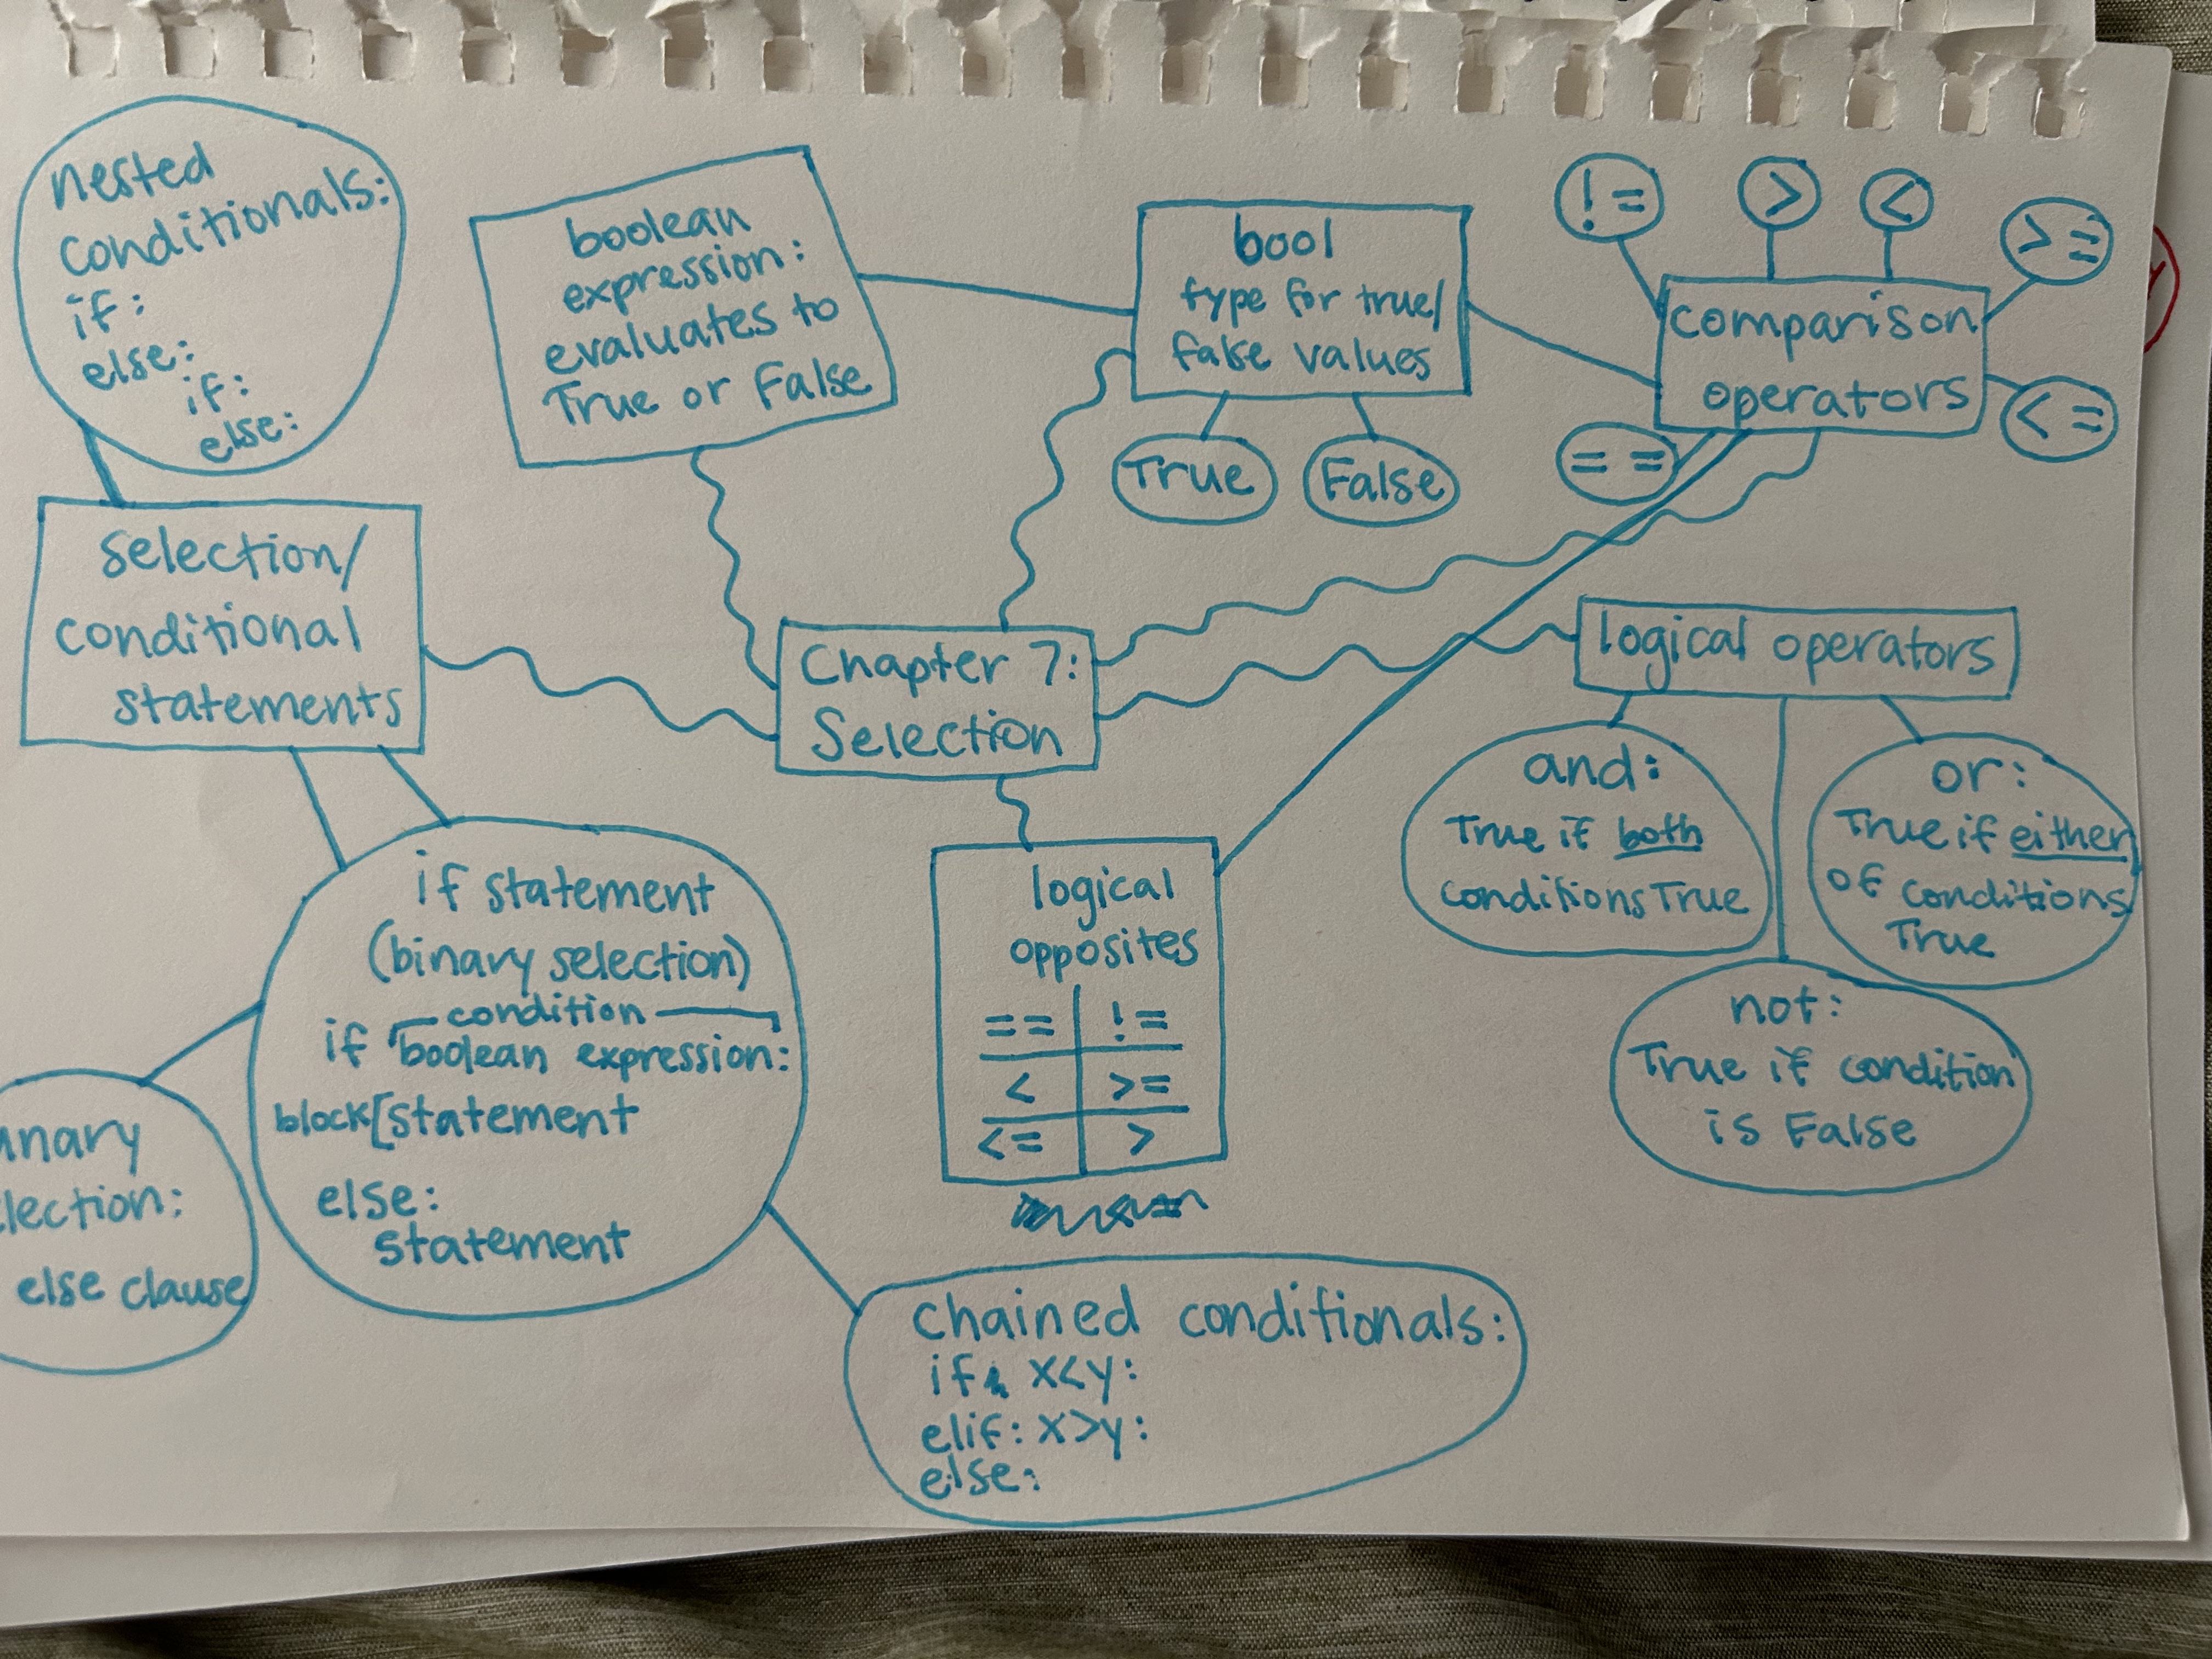 nested
conditionals:
if:
else:
if:
else:
boolean
expression:
evaluates to
True or False
bool
type for true/
false values
True
False
!=
>
<
>=
<=
==
comparison
operators
selection/
conditional
statements
Chapter 7:
Selection
logical operators
and:
True if both
conditions True
or:
True if either
of conditions
True
not:
True if condition
is False
logical
opposites
== !=
< >=
<= >
if statement
(binary selection)
condition
if boolean expression:
block[statement
else:
statement
unary
lection:
else clause
chained conditionals:
if x<y:
elif: x>y:
else: